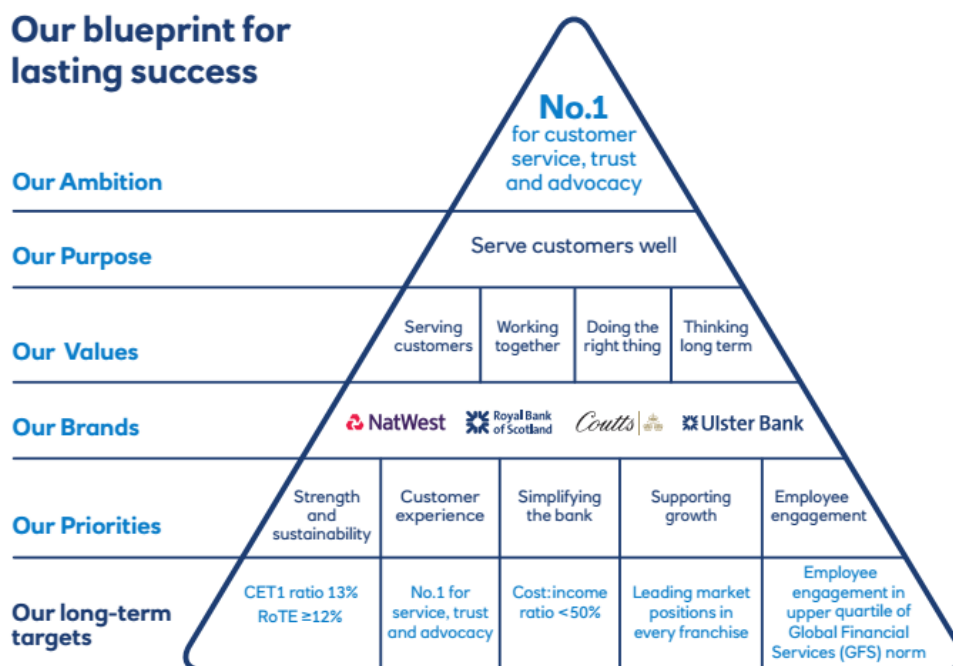 Our blueprint for
lasting success
No.1
for customer
service, trust
and advocacy
Our Ambition
Our Purpose
Serve customers well
Our Values
Serving
customers
Working
together
Doing the
right thing
Thinking
long term
Our Brands
NatWest
Royal Bank
of Scotland
Coutts
Ulster Bank
Our Priorities
Strength
and
sustainability
Customer
experience
Simplifying
the bank
Supporting
growth
Employee
engagement
Our long-term
targets
CET1 ratio 13%
RoTE ≥12%
No.1 for
service, trust
and advocacy
Cost:income
ratio <50%
Leading market
positions in
every franchise
Employee
engagement in
upper quartile of
Global Financial
Services (GFS) norm